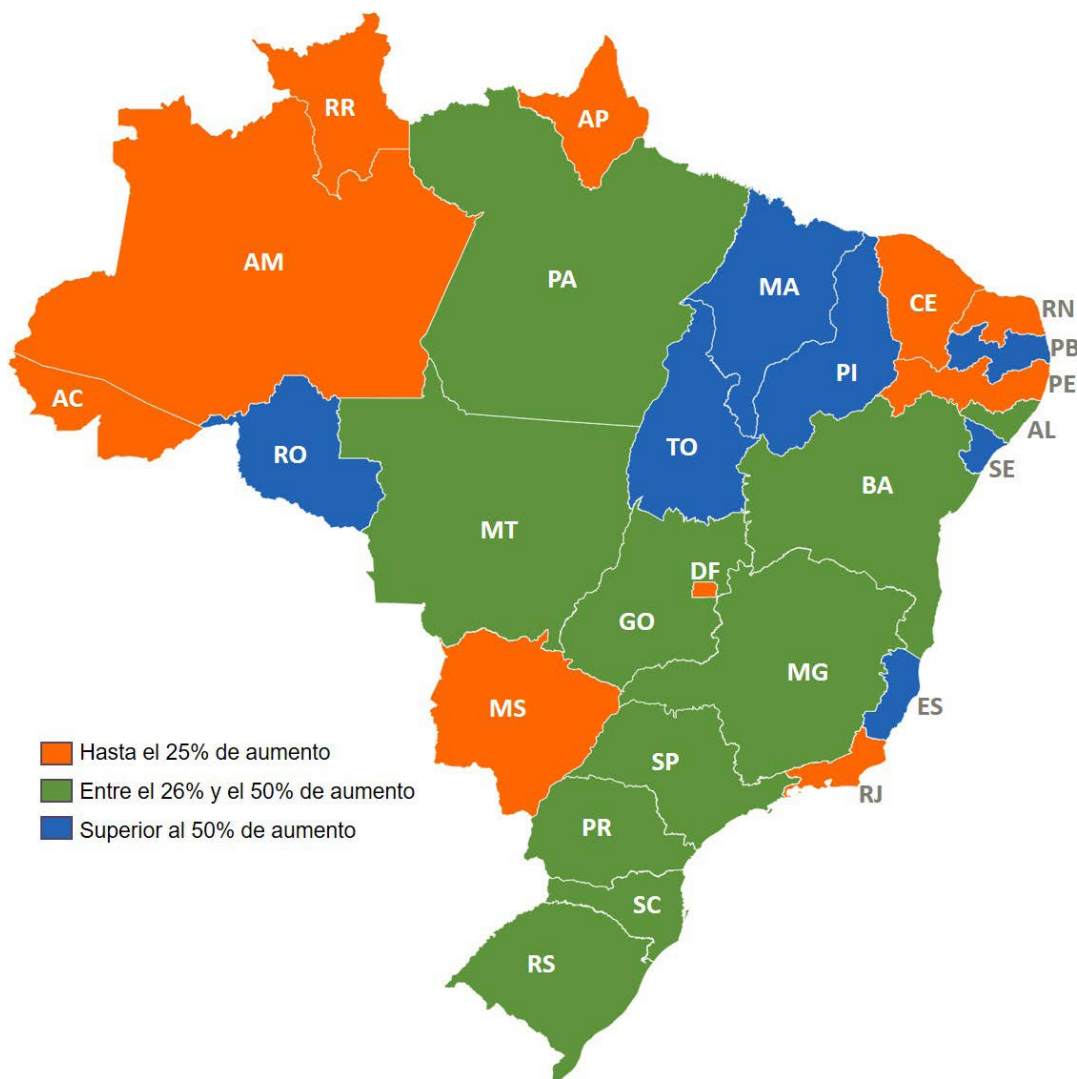 RR
AP
AM
PA
MA
CE
RN
PB
PI
PE
AC
AL
RO
TO
SE
BA
MT
DF
GO
MG
MS
ES
Hasta el 25% de aumento
SP
Entre el 26% y el 50% de aumento
RJ
Superior al 50% de aumento
PR
SC
RS